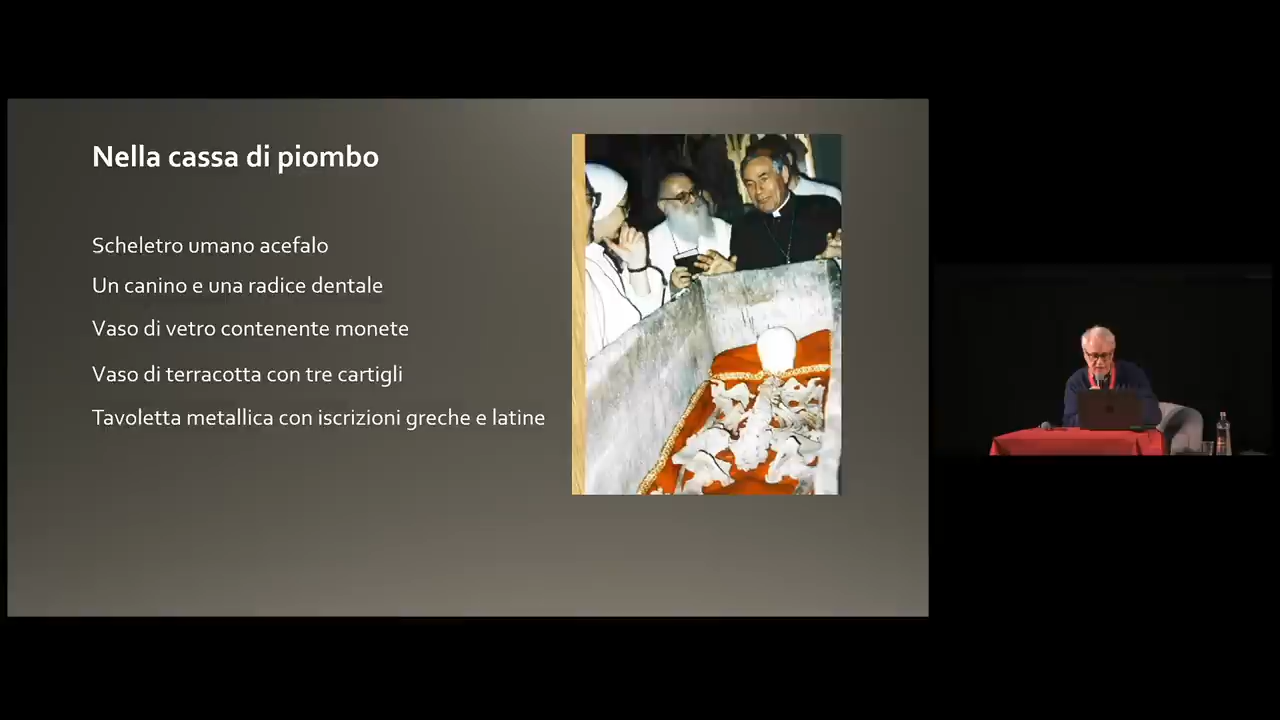 Nella cassa di piombo
Scheletro umano acefalo
Un canino e una radice dentale
Vaso di vetro contenente monete
Vaso di terracotta con tre cartigli
Tavoletta metallica con iscrizioni greche e latine